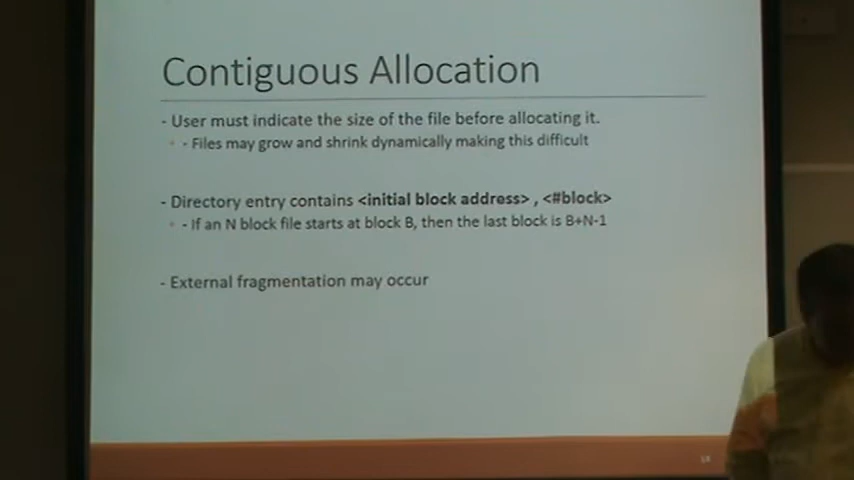 Contiguous Allocation
- User must indicate the size of the file before allocating it.
- Files may grow and shrink dynamically making this difficult
- Directory entry contains <initial block address> , <#block>
- If an N block file starts at block B, then the last block is B+N-1
- External fragmentation may occur